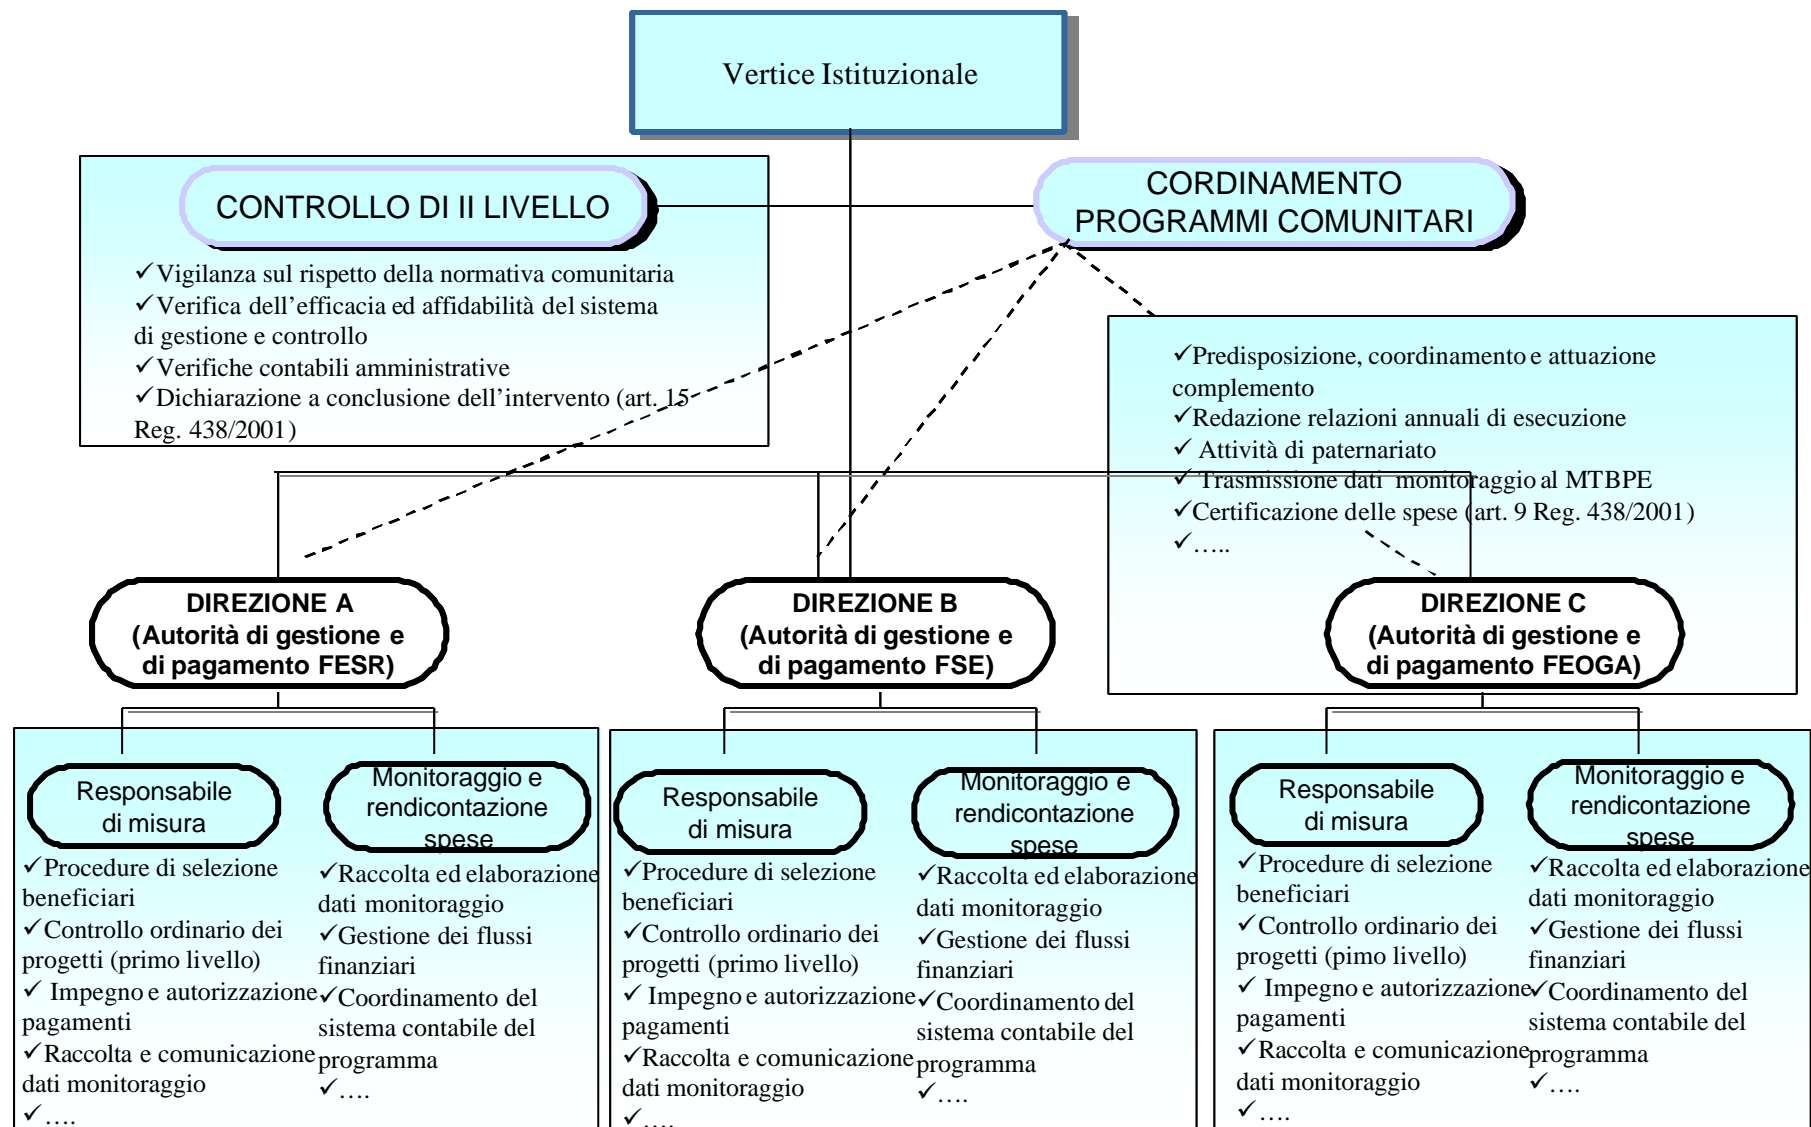 Vertice Istituzionale
CONTROLLO DI II LIVELLO
✓Vigilanza sul rispetto della normativa comunitaria
✓Verifica dell’efficacia ed affidabilità del sistema
di gestione e controllo
✓Verifiche contabili amministrative
✓Dichiarazione a conclusione dell’intervento (art. 15
Reg. 438/2001)
CORDINAMENTO
PROGRAMMI COMUNITARI
✓Predisposizione, coordinamento e attuazione
complemento
✓Redazione relazioni annuali di esecuzione
✓ Attività di paternariato
✓ Trasmissione dati monitoraggio al MTBPE
✓Certificazione delle spese (art. 9 Reg. 438/2001)
✓…..
DIREZIONE A
(Autorità di gestione e
di pagamento FESR)
DIREZIONE B
(Autorità di gestione e
di pagamento FSE)
DIREZIONE C
(Autorità di gestione e
di pagamento FEOGA)
Responsabile
di misura
✓Procedure di selezione
beneficiari
✓Controllo ordinario dei
progetti (primo livello)
✓ Impegno e autorizzazione
pagamenti
✓Raccolta e comunicazione
dati monitoraggio
✓….
Monitoraggio e
rendicontazione
spese
✓Raccolta ed elaborazione
dati monitoraggio
✓Gestione dei flussi
finanziari
✓Coordinamento del
sistema contabile del
programma
✓….
Responsabile
di misura
✓Procedure di selezione
beneficiari
✓Controllo ordinario dei
progetti (primo livello)
✓ Impegno e autorizzazione
pagamenti
✓Raccolta e comunicazione
dati monitoraggio
✓….
Monitoraggio e
rendicontazione
spese
✓Raccolta ed elaborazione
dati monitoraggio
✓Gestione dei flussi
finanziari
✓Coordinamento del
sistema contabile del
programma
✓….
Responsabile
di misura
✓Procedure di selezione
beneficiari
✓Controllo ordinario dei
progetti (pimo livello)
✓ Impegno e autorizzazione
pagamenti
✓Raccolta e comunicazione
dati monitoraggio
✓….
Monitoraggio e
rendicontazione
spese
✓Raccolta ed elaborazione
dati monitoraggio
✓Gestione dei flussi
finanziari
✓Coordinamento del
sistema contabile del
programma
✓….